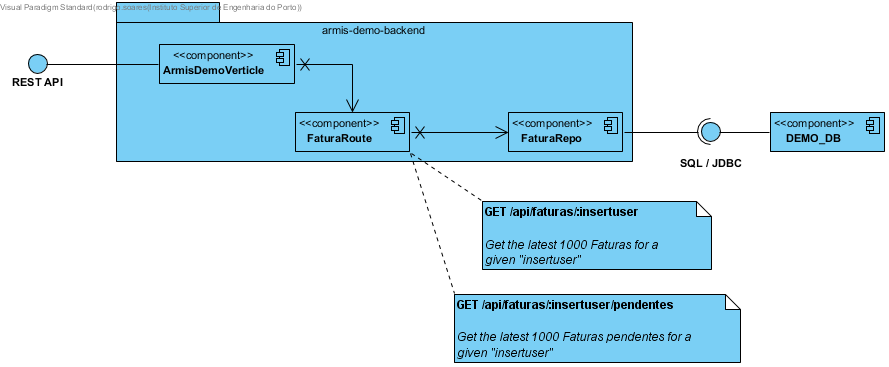 Visual Paradigm Standard(rodrigo.soares(Instituto Superior de Engenharia do Porto))
armis-demo-backend
<<component>>
ArmisDemoVerticle
REST API
<<component>>
FaturaRoute
<<component>>
FaturaRepo
<<component>>
DEMO_DB
SQL / JDBC
GET /api/faturas/:insertuser
Get the latest 1000 Faturas for a
given "insertuser"
GET /api/faturas/:insertuser/pendentes
Get the latest 1000 Faturas pendentes for a
given "insertuser"